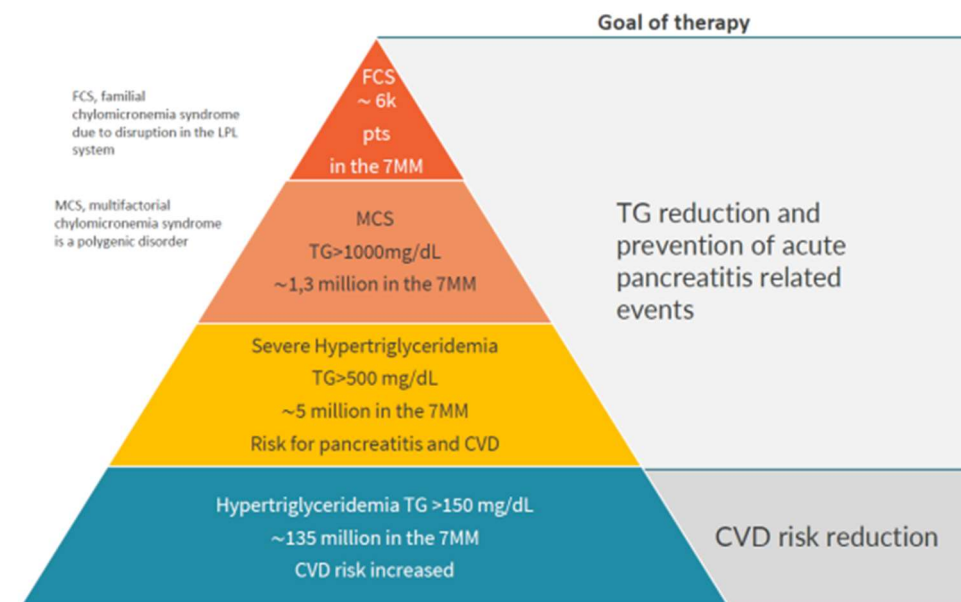 Goal of therapy
FCS
~ 6k
pts
in the 7MM
FCS, familial
chylomicronemia syndrome
due to disruption in the LPL
system
MCS, multifactorial
chylomicronemia syndrome
is a polygenic disorder
MCS
TG>1000mg/dL
~1,3 million in the 7MM
TG reduction and
prevention of acute
pancreatitis related
events
Severe Hypertriglyceridemia
TG>500 mg/dL
~5 million in the 7MM
Risk for pancreatitis and CVD
Hypertriglyceridemia TG >150 mg/dL
~135 million in the 7MM
CVD risk increased
CVD risk reduction